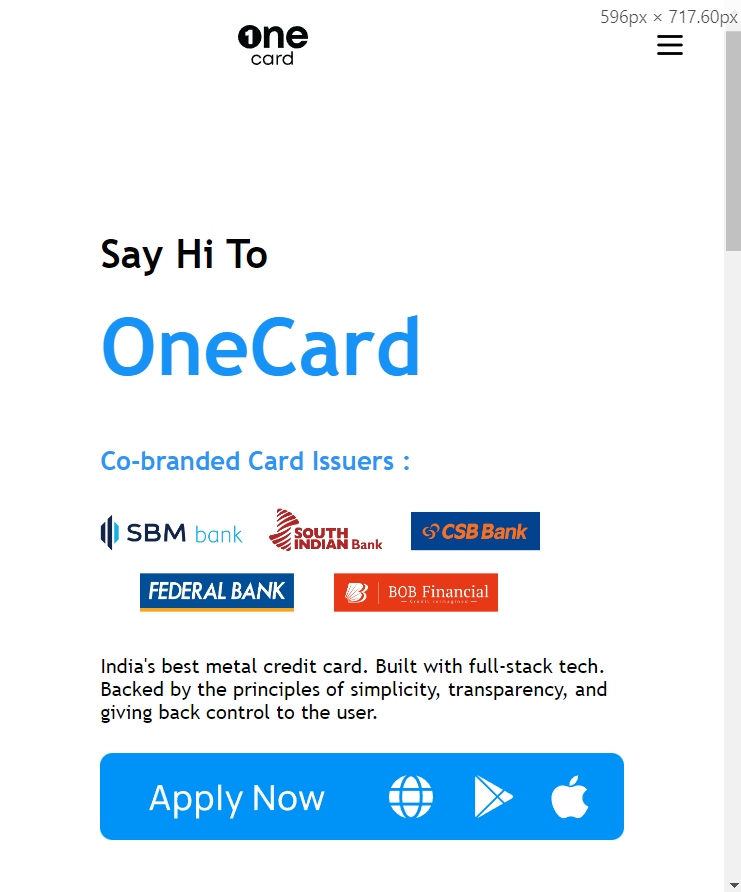 596px × 717.60px
1ne
card
Say Hi To
OneCard
Co-branded Card Issuers :
SBM bank
SOUTH
INDIAN Bank
CSB Bank
FEDERAL BANK
BOB Financial
India's best metal credit card. Built with full-stack tech.
Backed by the principles of simplicity, transparency, and
giving back control to the user.
Apply Now